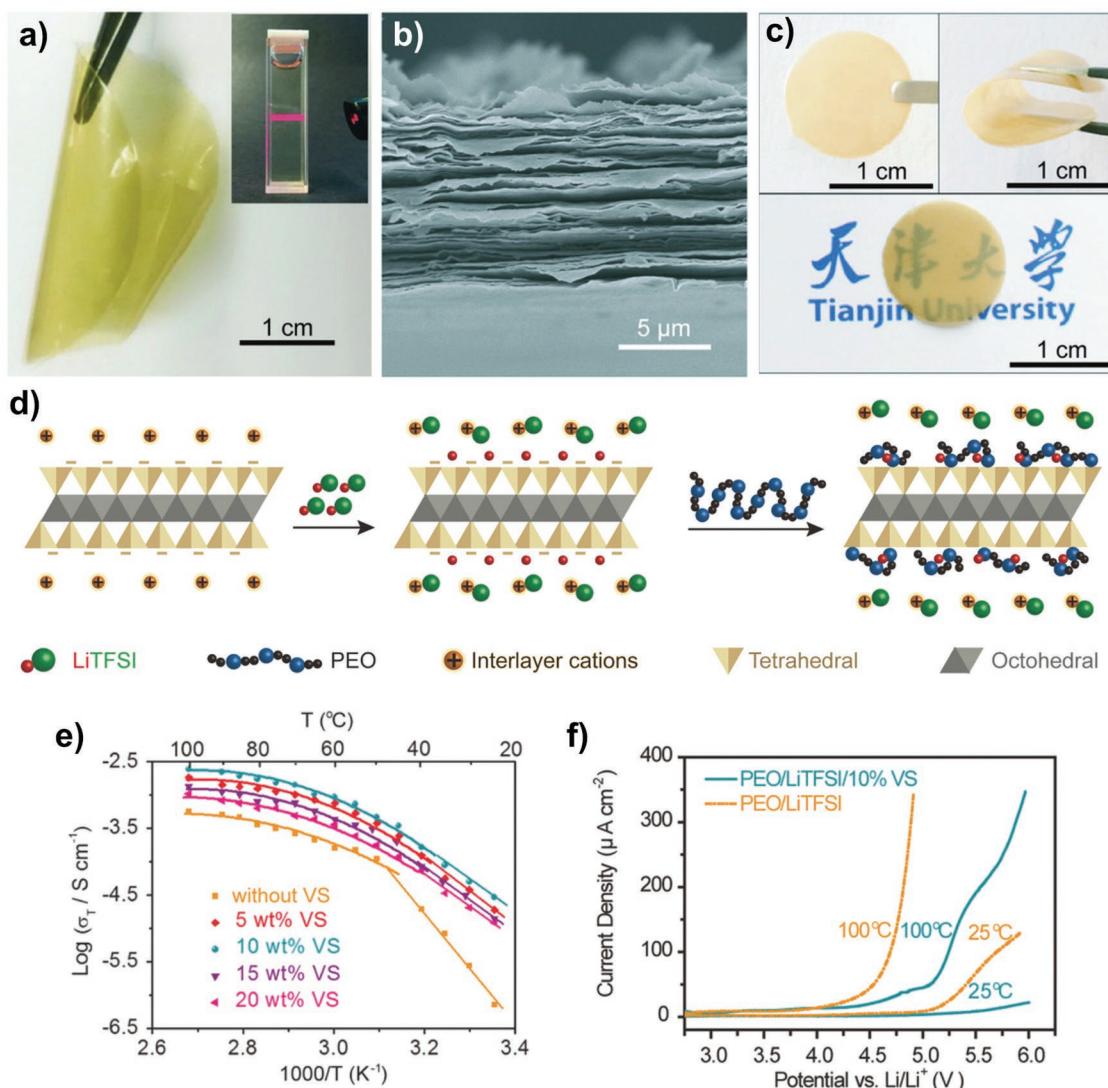 a)
1 cm
b)
5 µm
c)
1 cm
1 cm
天津大学
Tianjin University
1 cm
d)
LiTFSI
PEO
Interlayer cations
Tetrahedral
Octohedral
e)
T (°C)
100 80 60 40 20
-2.5
-3.5
-4.5
-5.5
-6.5
Log (σT / S cm⁻¹)
without VS
5 wt% VS
10 wt% VS
15 wt% VS
20 wt% VS
2.6 2.8 3.0 3.2 3.4
1000/T (K⁻¹)
f)
400
300
200
100
0
Current Density (µ A cm⁻²)
PEO/LiTFSI/10% VS
PEO/LiTFSI
100°C
100°C
25°C
25°C
3.0 3.5 4.0 4.5 5.0 5.5 6.0
Potential vs. Li/Li⁺ (V )